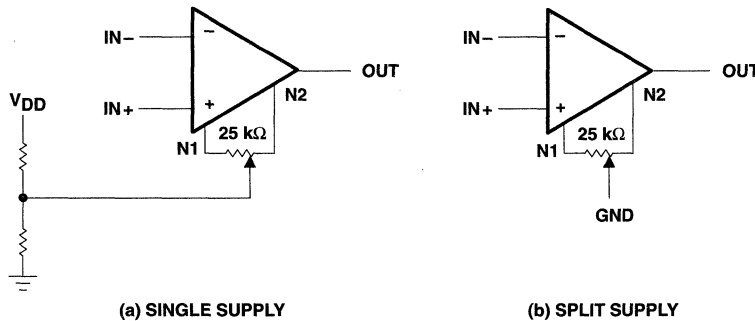 IN−
OUT
IN+
N2
VDD
N1
25 kΩ
−
+
(a) SINGLE SUPPLY
IN−
OUT
IN+
N2
N1
25 kΩ
−
+
GND
(b) SPLIT SUPPLY